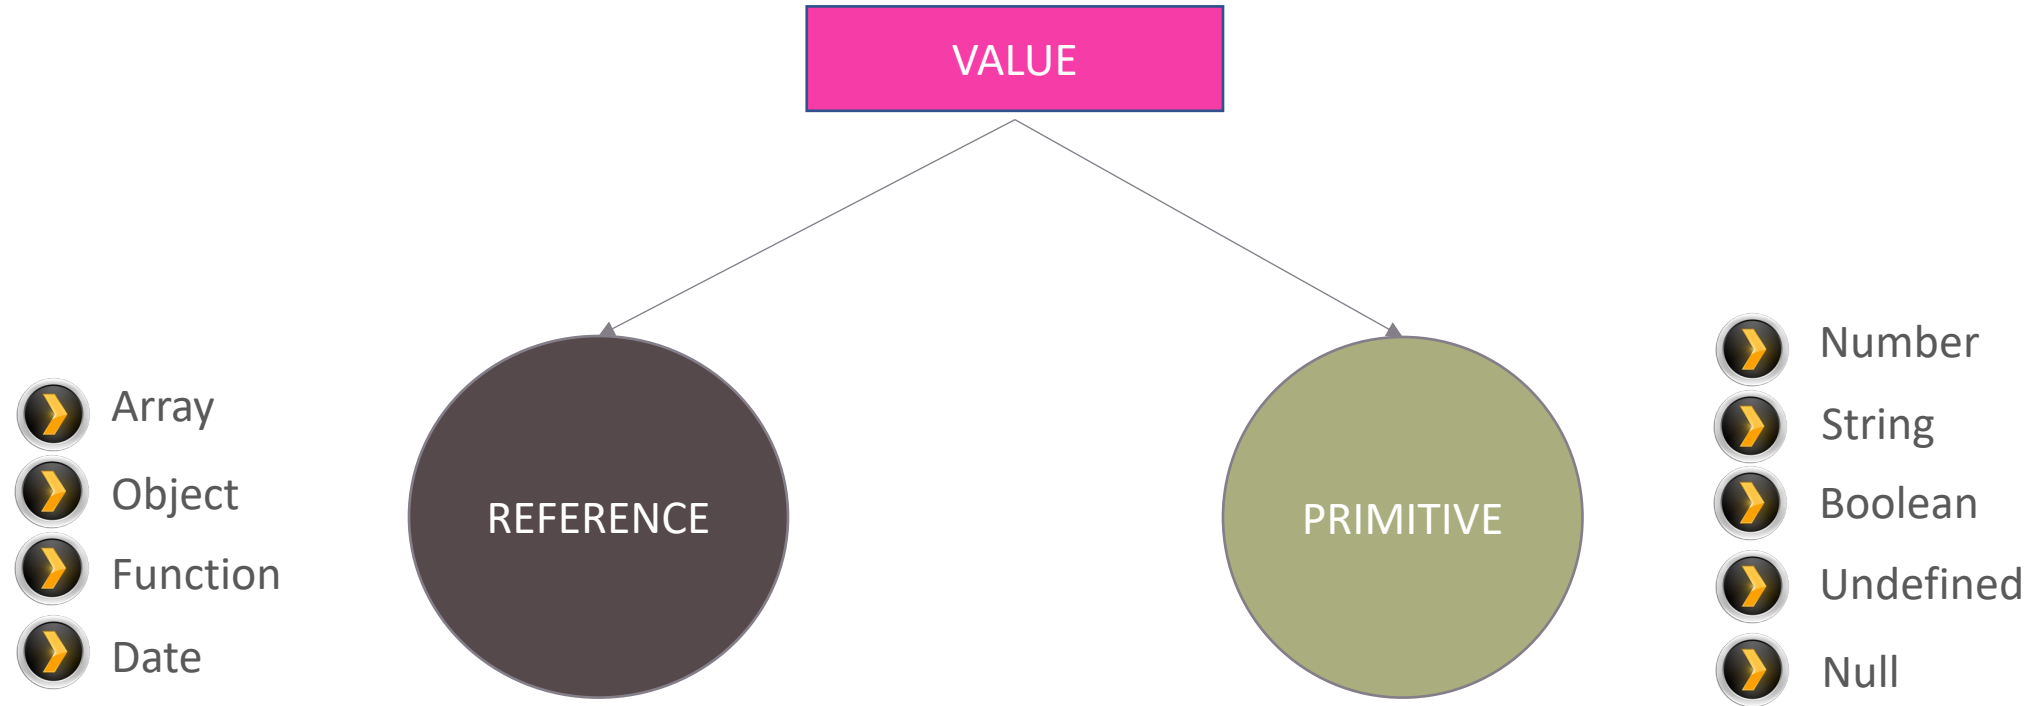 VALUE
REFERENCE
PRIMITIVE
Array
Object
Function
Date
Number
String
Boolean
Undefined
Null